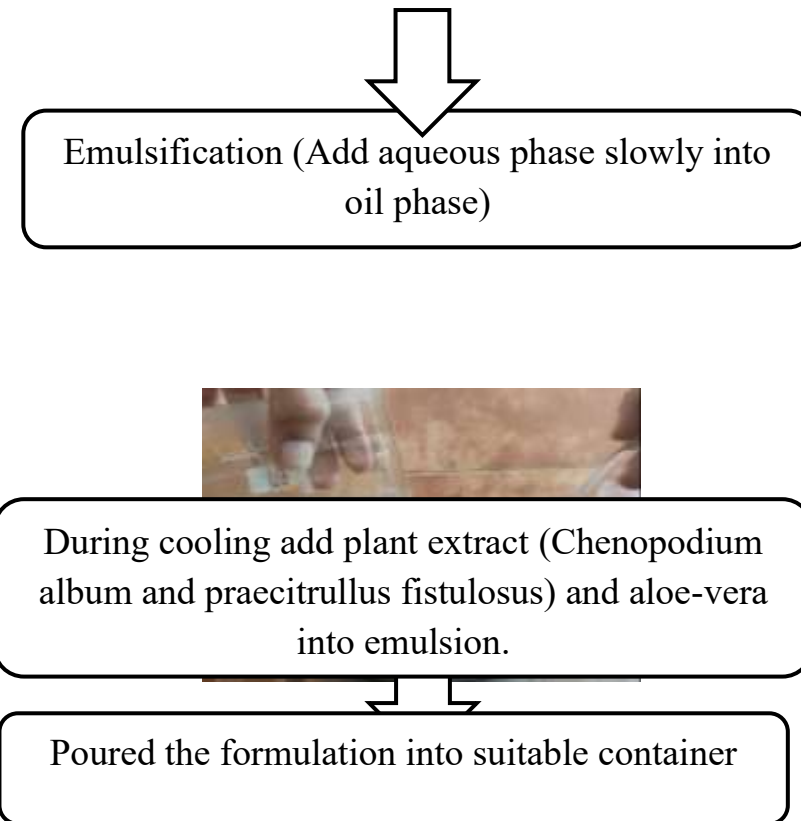 Emulsification (Add aqueous phase slowly into
oil phase)
During cooling add plant extract (Chenopodium
album and praecitrullus fistulosus) and aloe-vera
into emulsion.
Poured the formulation into suitable container